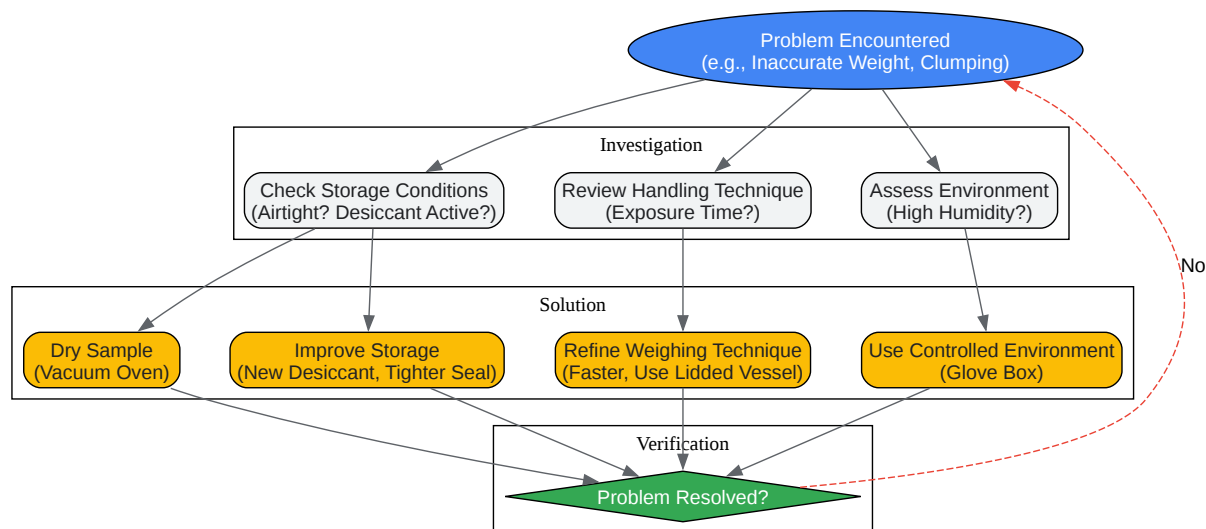 Problem Encountered
(e.g., Inaccurate Weight, Clumping)
Investigation
Check Storage Conditions
(Airtight? Desiccant Active?)
Review Handling Technique
(Exposure Time?)
Assess Environment
(High Humidity?)
No
Solution
Dry Sample
(Vacuum Oven)
Improve Storage
(New Desiccant, Tighter Seal)
Refine Weighing Technique
(Faster, Use Lidded Vessel)
Use Controlled Environment
(Glove Box)
Verification
Problem Resolved?